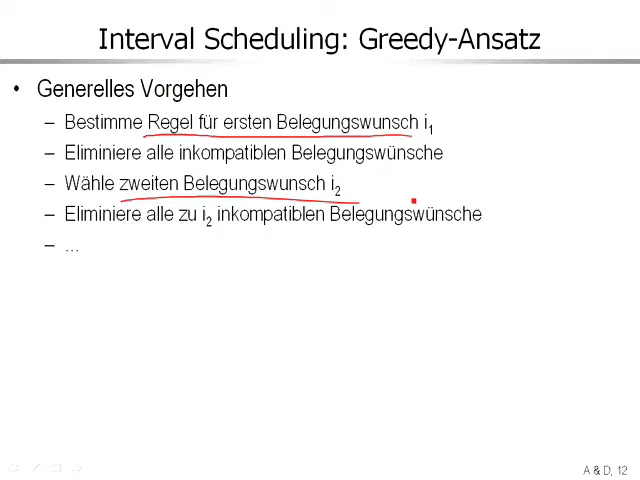 Interval Scheduling: Greedy-Ansatz
• Generelles Vorgehen
– Bestimme Regel für ersten Belegungswunsch i₁
– Eliminiere alle inkompatiblen Belegungswünsche
– Wähle zweiten Belegungswunsch i₂
– Eliminiere alle zu i₂ inkompatiblen Belegungswünsche
– ...
A & D, 12